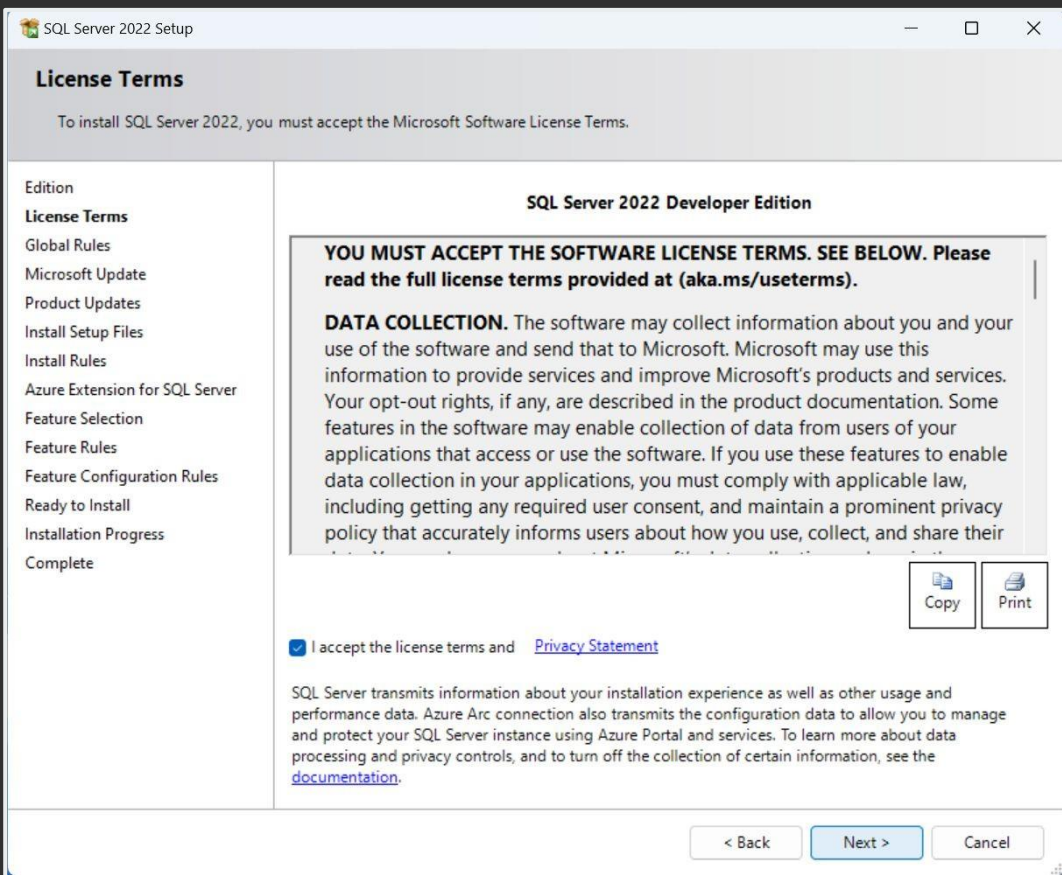 SQL Server 2022 Setup
License Terms
To install SQL Server 2022, you must accept the Microsoft Software License Terms.
Edition
License Terms
Global Rules
Microsoft Update
Product Updates
Install Setup Files
Install Rules
Azure Extension for SQL Server
Feature Selection
Feature Rules
Feature Configuration Rules
Ready to Install
Installation Progress
Complete
SQL Server 2022 Developer Edition
YOU MUST ACCEPT THE SOFTWARE LICENSE TERMS. SEE BELOW. Please
read the full license terms provided at (aka.ms/useterms).
DATA COLLECTION. The software may collect information about you and your
use of the software and send that to Microsoft. Microsoft may use this
information to provide services and improve Microsoft's products and services.
Your opt-out rights, if any, are described in the product documentation. Some
features in the software may enable collection of data from users of your
applications that access or use the software. If you use these features to enable
data collection in your applications, you must comply with applicable law,
including getting any required user consent, and maintain a prominent privacy
policy that accurately informs users about how you use, collect, and share their
Copy
Print
I accept the license terms and Privacy Statement
SQL Server transmits information about your installation experience as well as other usage and
performance data. Azure Arc connection also transmits the configuration data to allow you to manage
and protect your SQL Server instance using Azure Portal and services. To learn more about data
processing and privacy controls, and to turn off the collection of certain information, see the
documentation.
< Back
Next >
Cancel